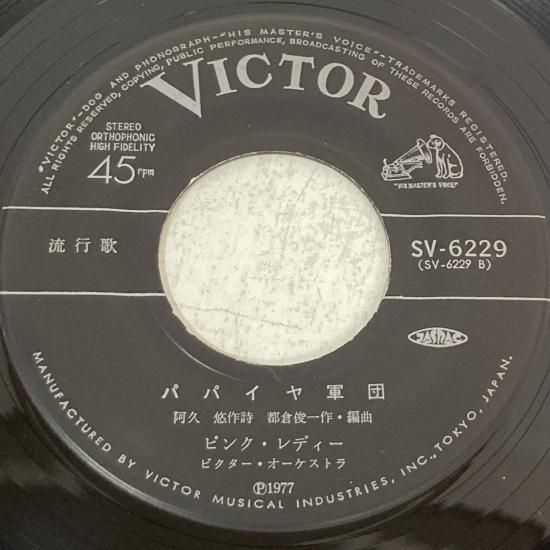 "VICTOR"-DOG AND PHONOGRAPH-"HIS MASTER'S VOICE"-TRADEMARKS REGISTERED.
ALL RIGHTS RESERVED, COPYING, PUBLIC PERFORMANCE, BROADCASTING OF THESE RECORDS ARE FORBIDDEN.
VICTOR
STEREO
ORTHOPHONIC
HIGH FIDELITY
45 rpm
"HIS MASTER'S VOICE"
流行歌
SV-6229
(SV-6229 B)
JASRAC
パパイヤ軍団
阿久 悠作詩 都倉俊一作・編曲
ピンク・レディー
ビクター・オーケストラ
Ⓟ1977
MANUFACTURED BY VICTOR MUSICAL INDUSTRIES, INC., TOKYO, JAPAN.